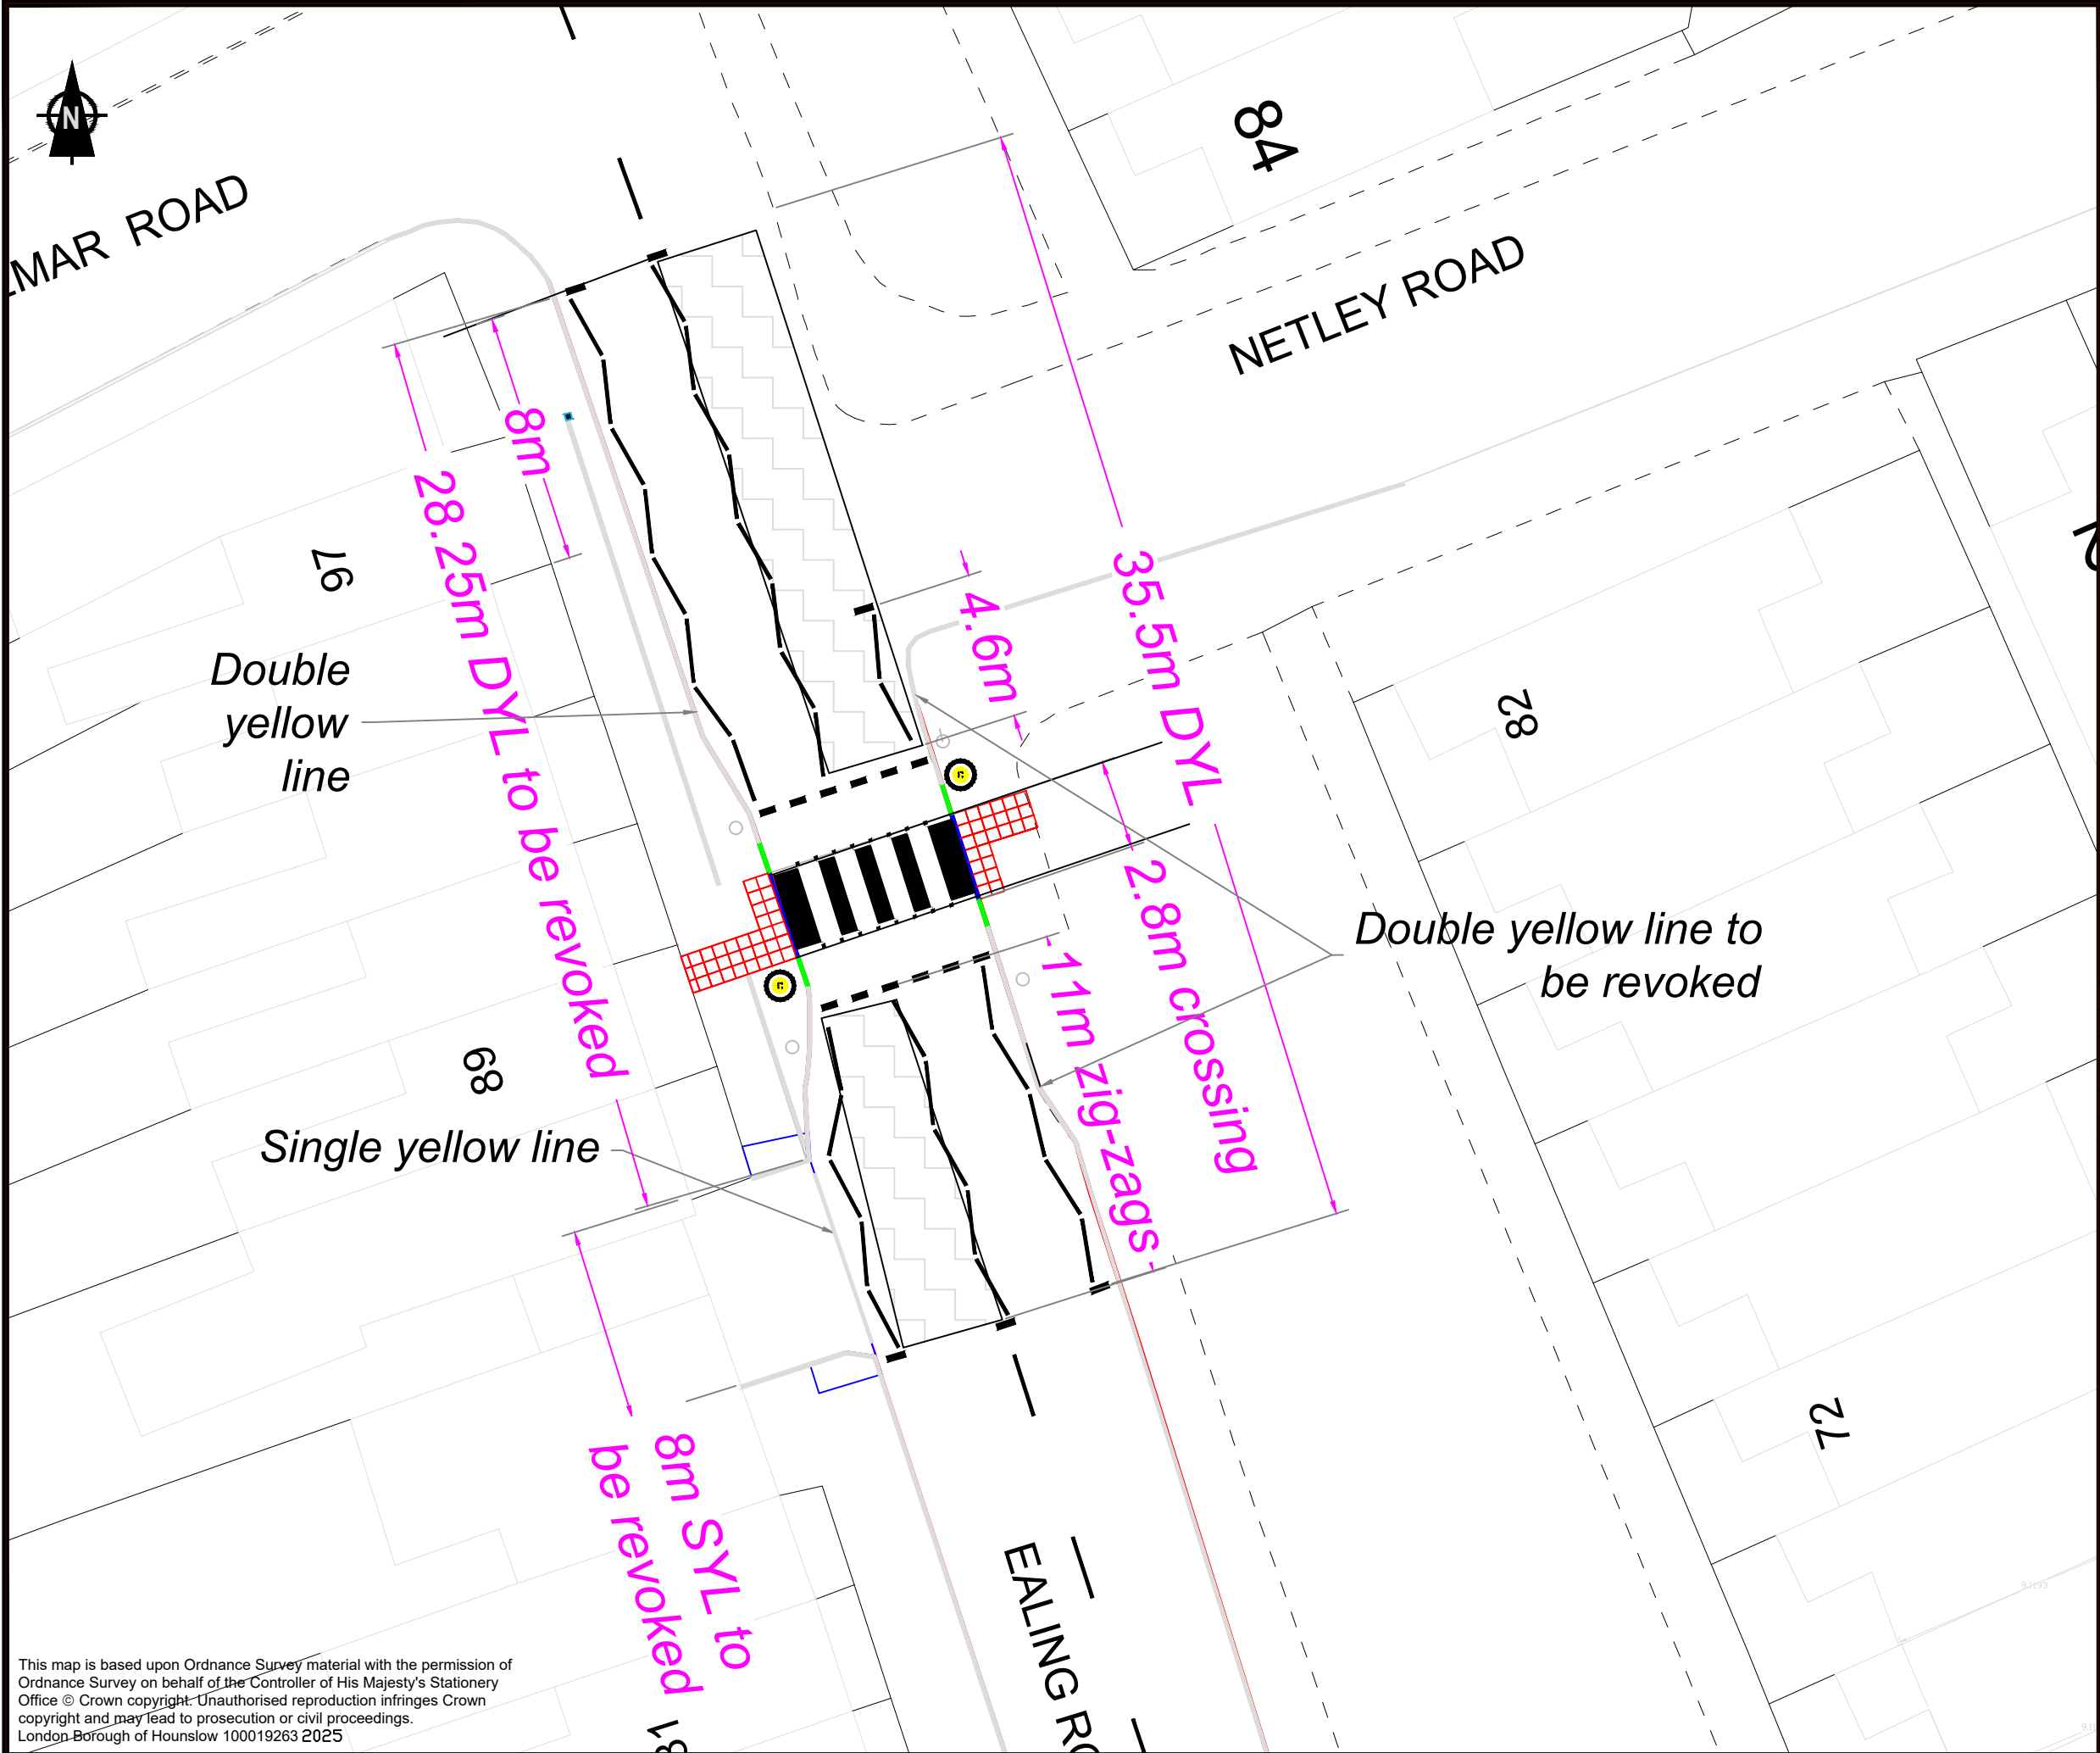 N
MAR ROAD
84
NETLEY ROAD
8m
28.25m DYL to be revoked
97
35.5m DYL
4.6m
Double
yellow
line
82
2.8m crossing
Double yellow line to
be revoked
11m zig-zags
89
Single yellow line
72
8m SYL to
be revoked
EALING RO
91193
81
This map is based upon Ordnance Survey material with the permission of
Ordnance Survey on behalf of the Controller of His Majesty's Stationery
Office © Crown copyright. Unauthorised reproduction infringes Crown
copyright and may lead to prosecution or civil proceedings.
London Borough of Hounslow 100019263 2025